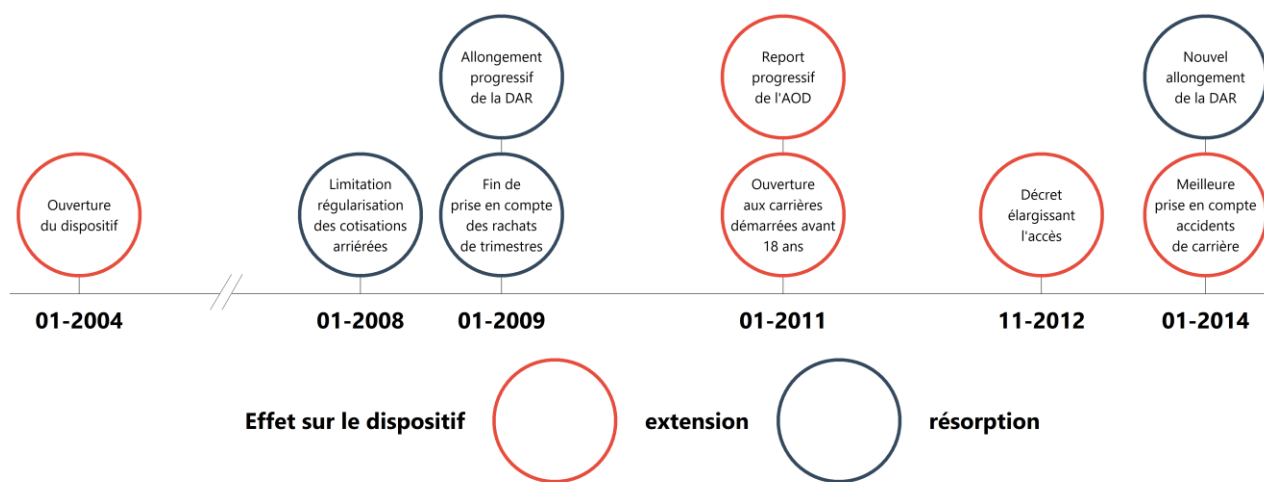 Allongement
progressif
de la DAR
Report
progressif
de l'AOD
Nouvel
allongement
de la DAR
Ouverture
du dispositif
Limitation
régularisation
des cotisations
arriérées
Fin de
prise en compte
des rachats
de trimestres
Ouverture
aux carrières
démarrées avant
18 ans
Décret
élargissant
l'accès
Meilleure
prise en compte
accidents
de carrière
01-2004
01-2008
01-2009
01-2011
11-2012
01-2014
Effet sur le dispositif
extension
résorption